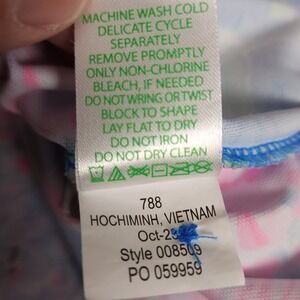 MACHINE WASH COLD
DELICATE CYCLE
SEPARATELY
REMOVE PROMPTLY
ONLY NON-CHLORINE
BLEACH, IF NEEDED
DO NOT WRING OR TWIST
BLOCK TO SHAPE
LAY FLAT TO DRY
DO NOT IRON
DO NOT DRY CLEAN
788
HOCHIMINH, VIETNAM
Style 008509
PO 059959